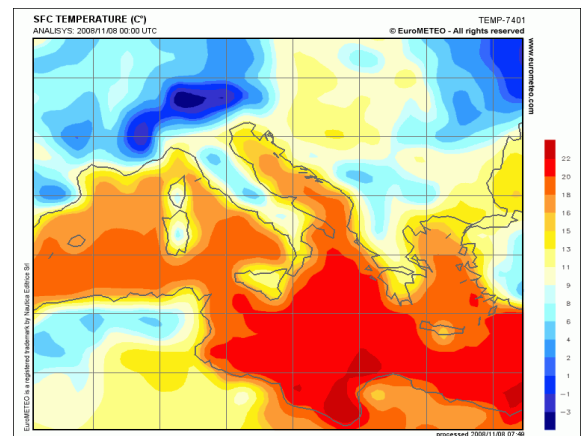 SFC TEMPERATURE (C°)
TEMP-7401
ANALISYS: 2008/11/08 00:00 UTC
© EuroMETEO - All rights reserved
www.eurometeo.com
22
20
18
16
15
13
11
9
8
6
4
2
1
-1
-3
EuroMETEO is a registered trademark by Nautica Editrice Srl
processed 2008/11/08 07:48